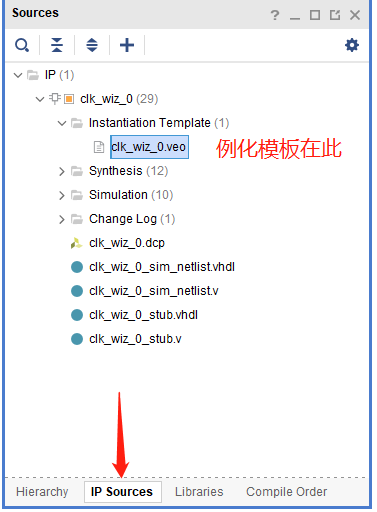 Sources
IP (1)
clk_wiz_0 (29)
Instantiation Template (1)
clk_wiz_0.veo 例化模板在此
Synthesis (12)
Simulation (10)
Change Log (1)
clk_wiz_0.dcp
clk_wiz_0_sim_netlist.vhdl
clk_wiz_0_sim_netlist.v
clk_wiz_0_stub.vhdl
clk_wiz_0_stub.v
Hierarchy IP Sources Libraries Compile Order